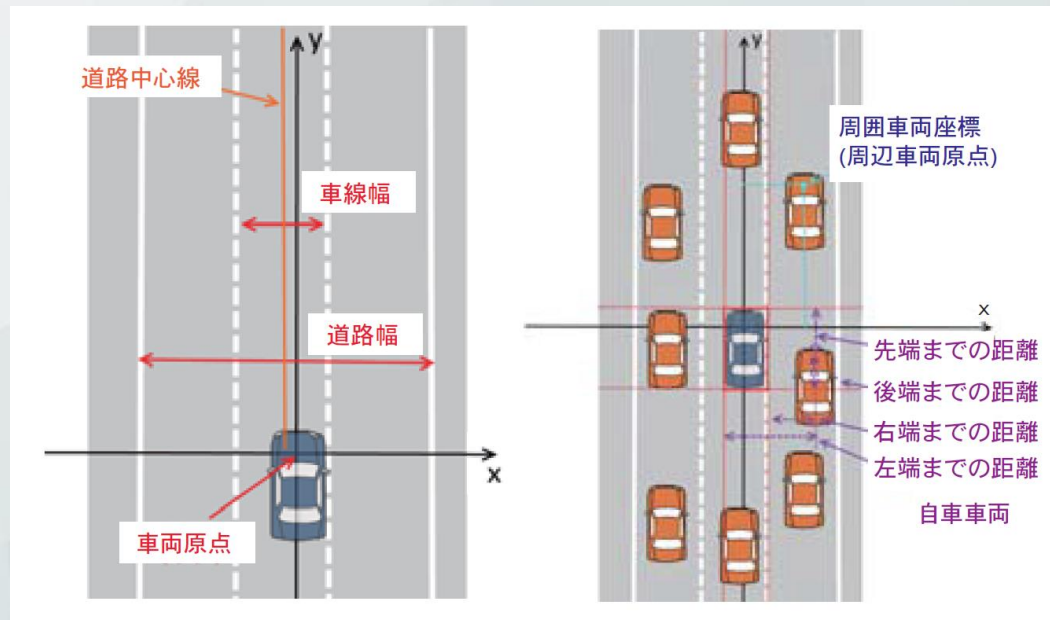 y
道路中心線
車線幅
道路幅
x
車両原点
y
周囲車両座標
(周辺車両原点)
x
先端までの距離
後端までの距離
右端までの距離
左端までの距離
自車車両